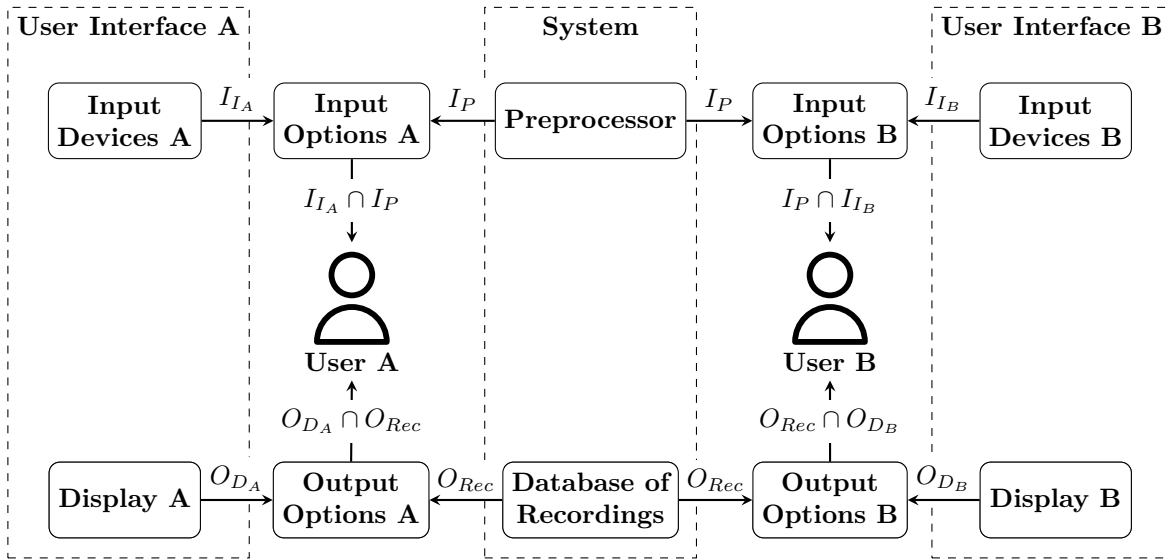 User Interface A
System
User Interface B
Input
Devices A
I_{I_A}
Input
Options A
I_P
Preprocessor
I_P
Input
Options B
I_{I_B}
Input
Devices B
I_{I_A} ∩ I_P
I_P ∩ I_{I_B}
User A
User B
O_{D_A} ∩ O_{Rec}
O_{Rec} ∩ O_{D_B}
Display A
O_{D_A}
Output
Options A
O_{Rec}
Database of
Recordings
O_{Rec}
Output
Options B
O_{D_B}
Display B